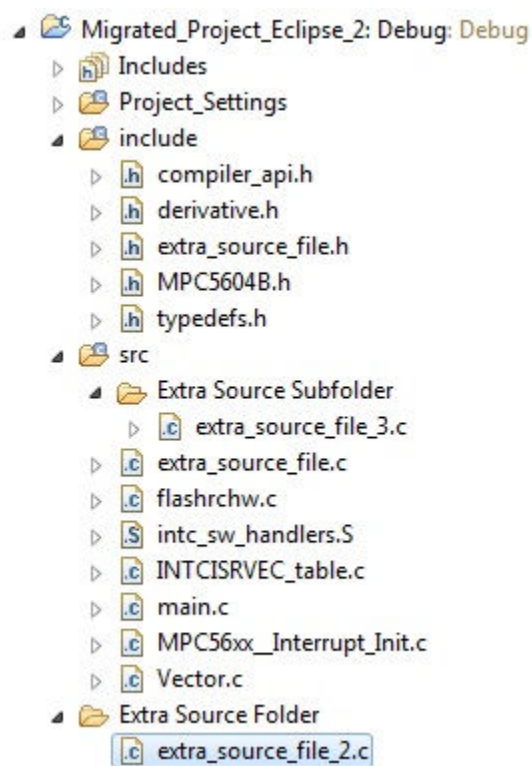 Migrated_Project_Eclipse_2: Debug: Debug
Includes
Project_Settings
include
.h compiler_api.h
.h derivative.h
.h extra_source_file.h
.h MPC5604B.h
.h typedefs.h
src
Extra Source Subfolder
.c extra_source_file_3.c
.c extra_source_file.c
.c flashrchw.c
.S intc_sw_handlers.S
.c INTCISRVEC_table.c
.c main.c
.c MPC56xx__Interrupt_Init.c
.c Vector.c
Extra Source Folder
.c extra_source_file_2.c